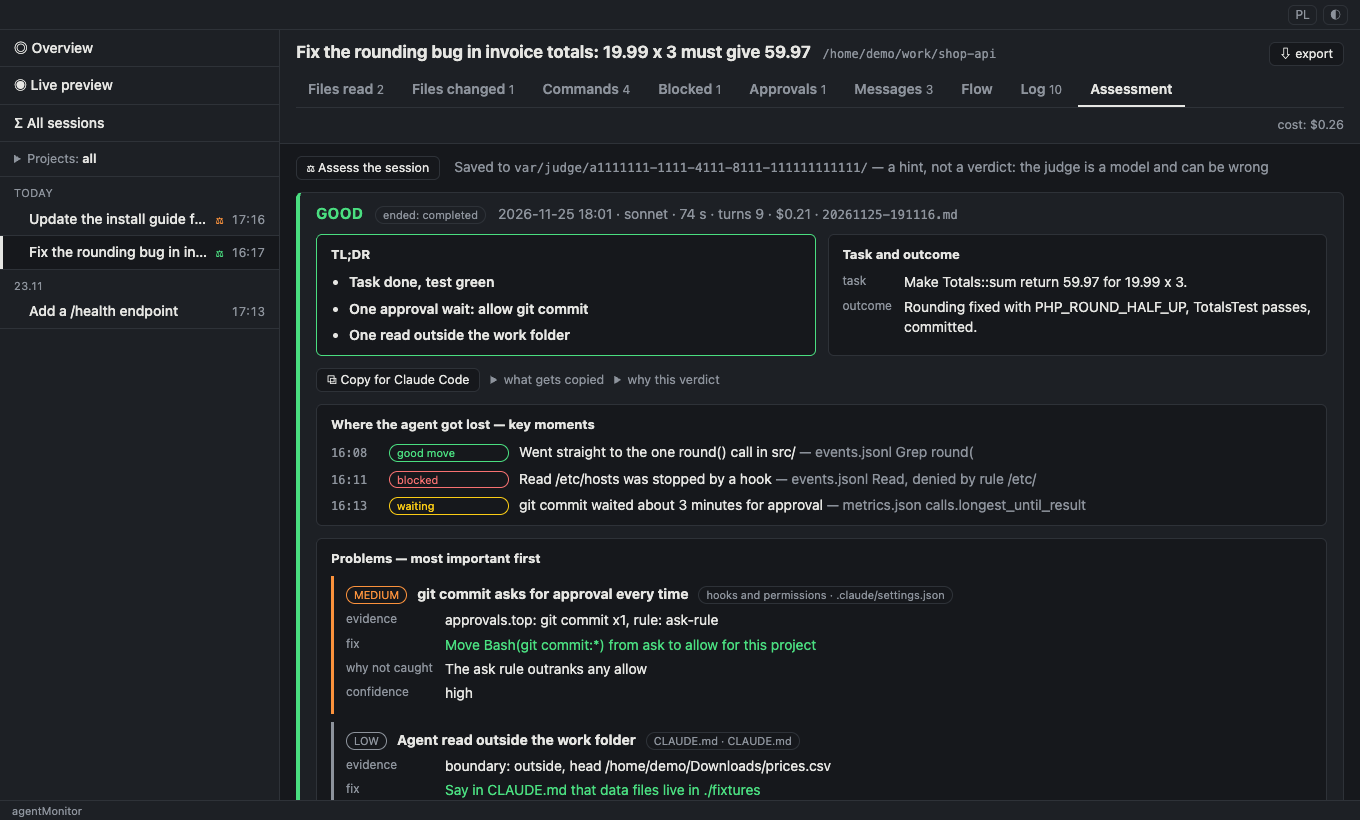 PL
Overview
Live preview
Σ All sessions
Projects: all
TODAY
Update the install guide f... 17:16
Fix the rounding bug in in... 16:17
23.11
Add a /health endpoint 17:13
Fix the rounding bug in invoice totals: 19.99 x 3 must give 59.97 /home/demo/work/shop-api
⇩ export
Files read 2 Files changed 1 Commands 4 Blocked 1 Approvals 1 Messages 3 Flow Log 10 Assessment
cost: $0.26
Assess the session Saved to var/judge/a1111111-1111-4111-8111-111111111111/ — a hint, not a verdict: the judge is a model and can be wrong
GOOD ended: completed 2026-11-25 18:01 · sonnet · 74 s · turns 9 · $0.21 · 20261125-191116.md
TL;DR
• Task done, test green
• One approval wait: allow git commit
• One read outside the work folder
Task and outcome
task Make Totals::sum return 59.97 for 19.99 x 3.
outcome Rounding fixed with PHP_ROUND_HALF_UP, TotalsTest passes,
committed.
Copy for Claude Code ▶ what gets copied ▶ why this verdict
Where the agent got lost — key moments
16:08 good move Went straight to the one round() call in src/ — events.jsonl Grep round(
16:11 blocked Read /etc/hosts was stopped by a hook — events.jsonl Read, denied by rule /etc/
16:13 waiting git commit waited about 3 minutes for approval — metrics.json calls.longest_until_result
Problems — most important first
MEDIUM git commit asks for approval every time hooks and permissions · .claude/settings.json
evidence approvals.top: git commit x1, rule: ask-rule
fix Move Bash(git commit:*) from ask to allow for this project
why not caught The ask rule outranks any allow
confidence high
LOW Agent read outside the work folder CLAUDE.md · CLAUDE.md
evidence boundary: outside, head /home/demo/Downloads/prices.csv
fix Say in CLAUDE.md that data files live in ./fixtures
agentMonitor